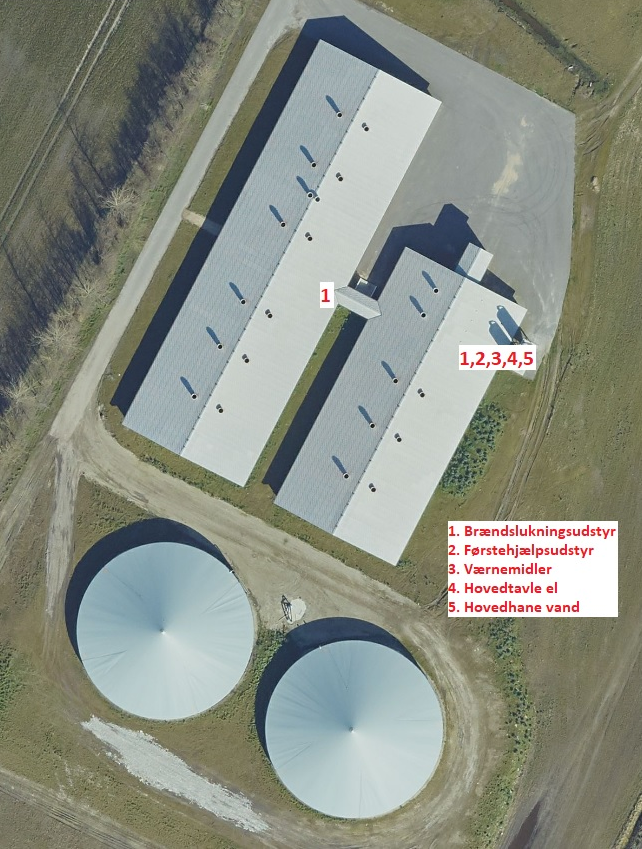 1
1,2,3,4,5
1. Brændslukningsudstyr
2. Førstehjælpsudstyr
3. Værnemidler
4. Hovedtavle el
5. Hovedhane vand